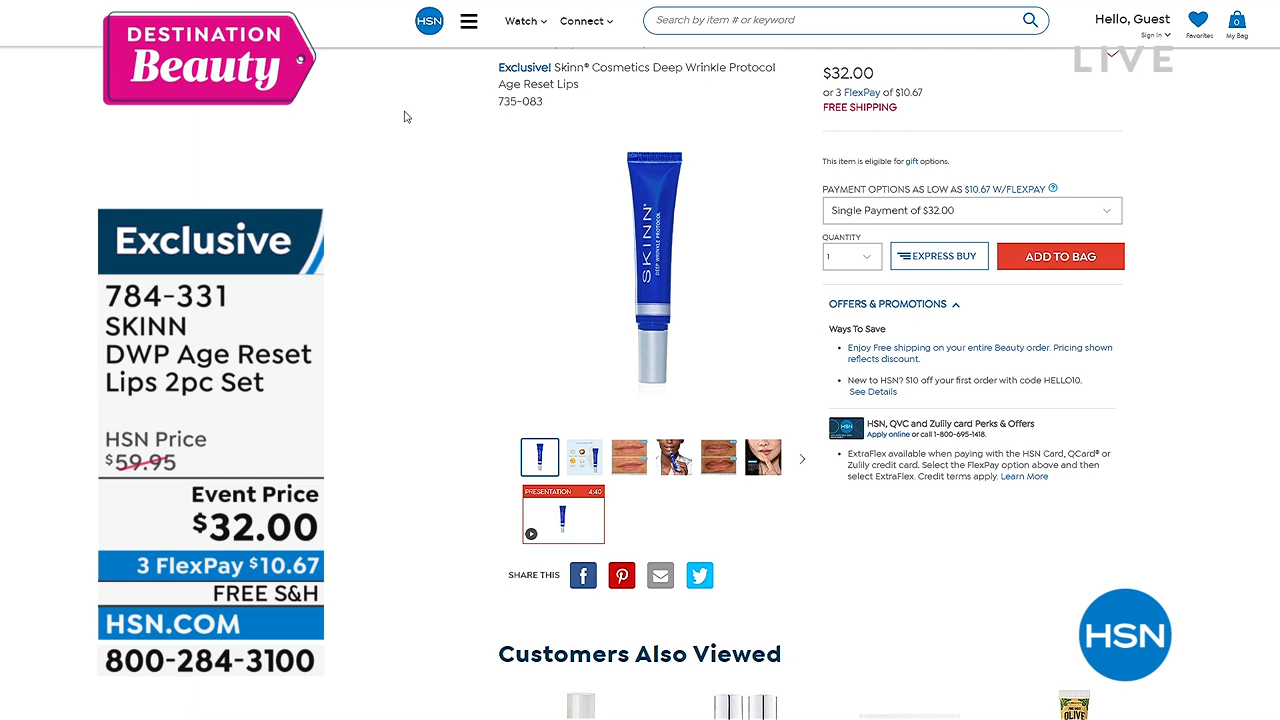 DESTINATION
Beauty
HSN
Watch
Connect
Search by item # or keyword
Hello, Guest
Sign In
Favorites
0
My Bag
LIVE
Exclusive! Skinn® Cosmetics Deep Wrinkle Protocol
Age Reset Lips
735-083
$32.00
or 3 FlexPay of $10.67
FREE SHIPPING
This item is eligible for gift options.
PAYMENT OPTIONS AS LOW AS $10.67 W/FLEXPAY ?
Single Payment of $32.00
QUANTITY
1
EXPRESS BUY
ADD TO BAG
OFFERS & PROMOTIONS
Ways To Save
• Enjoy Free shipping on your entire Beauty order. Pricing shown
reflects discount.
• New to HSN? $10 off your first order with code HELLO10.
See Details
HSN, QVC and Zulily card Perks & Offers
Apply online or call 1-800-695-1418.
• ExtraFlex available when paying with the HSN Card, QCard® or
Zulily credit card. Select the FlexPay option above and then
select ExtraFlex. Credit terms apply. Learn More
SKINN®
DEEP WRINKLE PROTOCOL
PRESENTATION 4:40
SHARE THIS
Customers Also Viewed
OLIVE
Exclusive
784-331
SKINN
DWP Age Reset
Lips 2pc Set
HSN Price
$59.95
Event Price
$32.00
3 FlexPay $10.67
FREE S&H
HSN.COM
800-284-3100
HSN